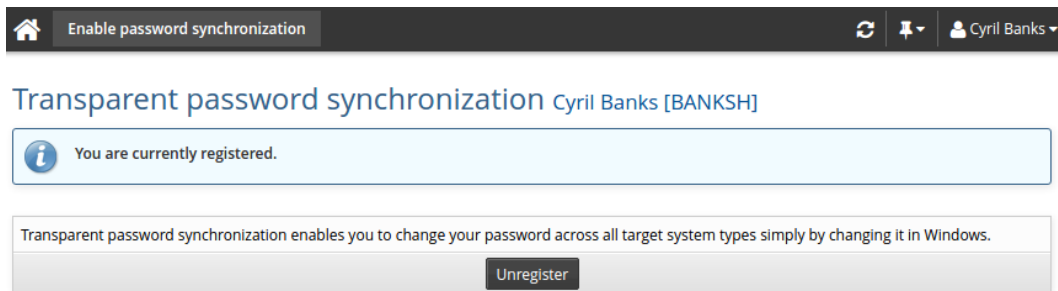 Enable password synchronization
Cyril Banks
Transparent password synchronization Cyril Banks [BANKSH]
You are currently registered.
Transparent password synchronization enables you to change your password across all target system types simply by changing it in Windows.
Unregister